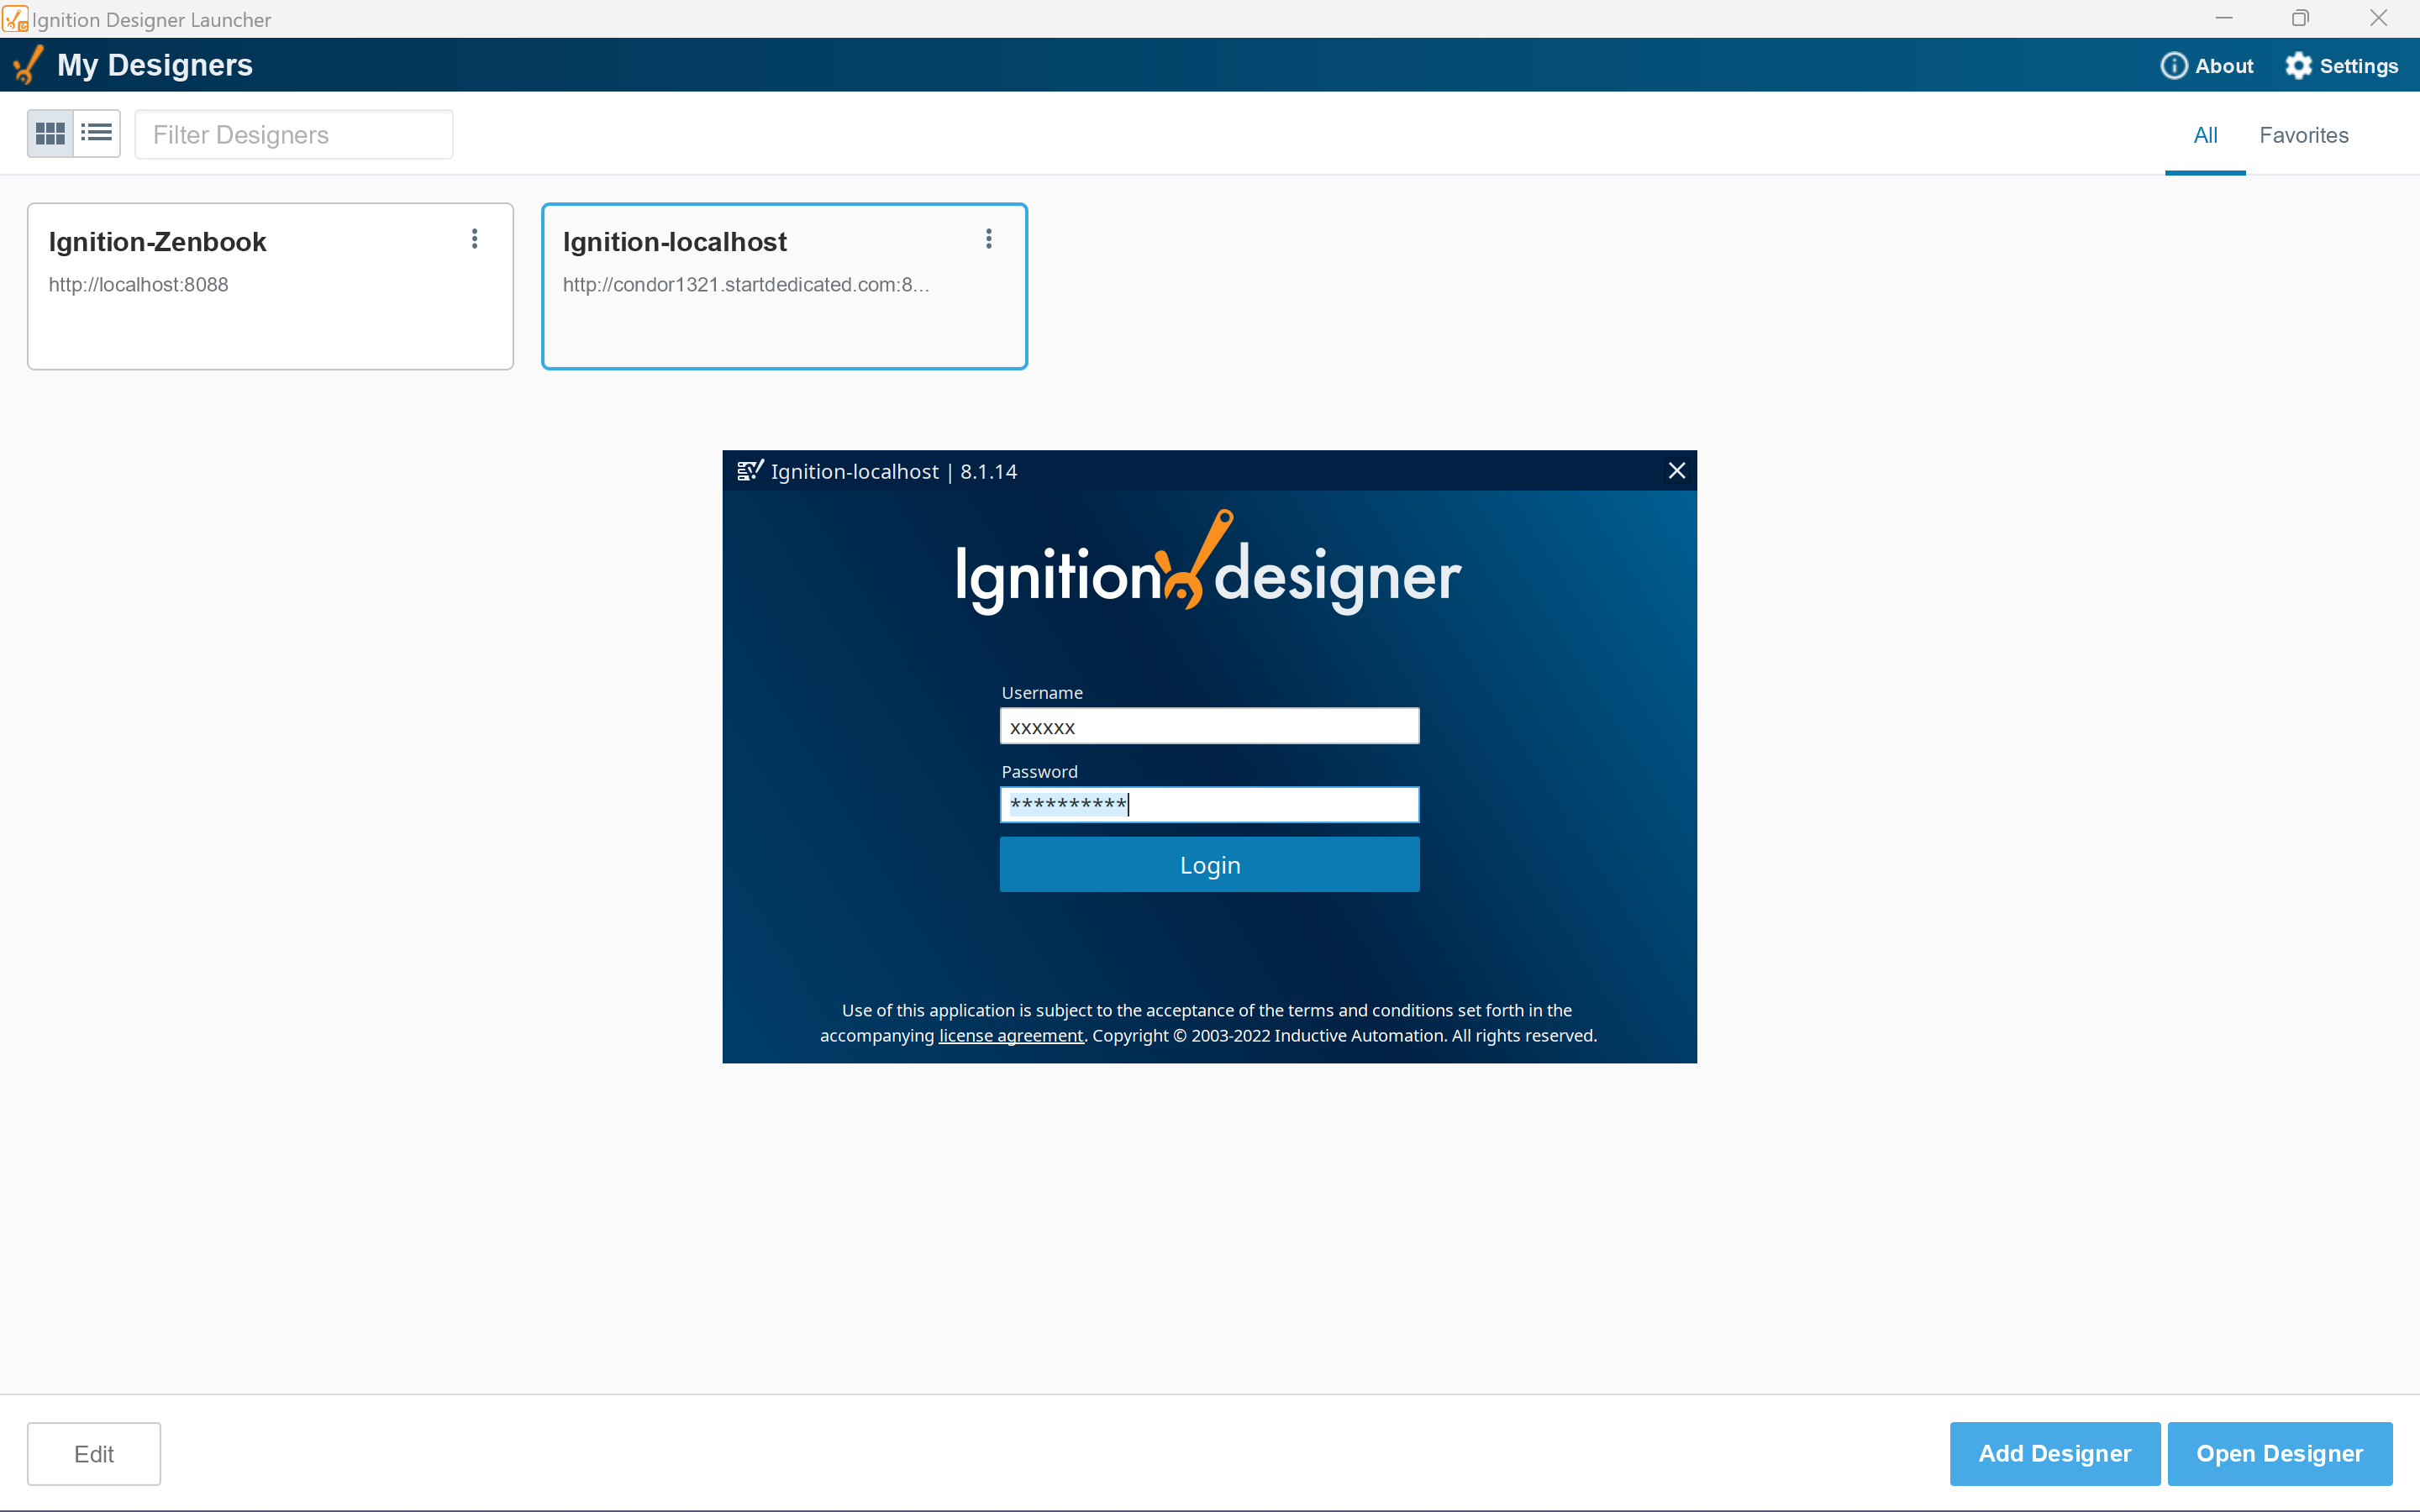 Ignition Designer Launcher
My Designers
About
Settings
Filter Designers
All
Favorites
Ignition-Zenbook
http://localhost:8088
Ignition-localhost
http://condor1321.startdedicated.com:8...
Ignition-localhost | 8.1.14
Ignition designer
Username
xxxxxx
Password
**********
Login
Use of this application is subject to the acceptance of the terms and conditions set forth in the
accompanying license agreement. Copyright © 2003-2022 Inductive Automation. All rights reserved.
Edit
Add Designer
Open Designer